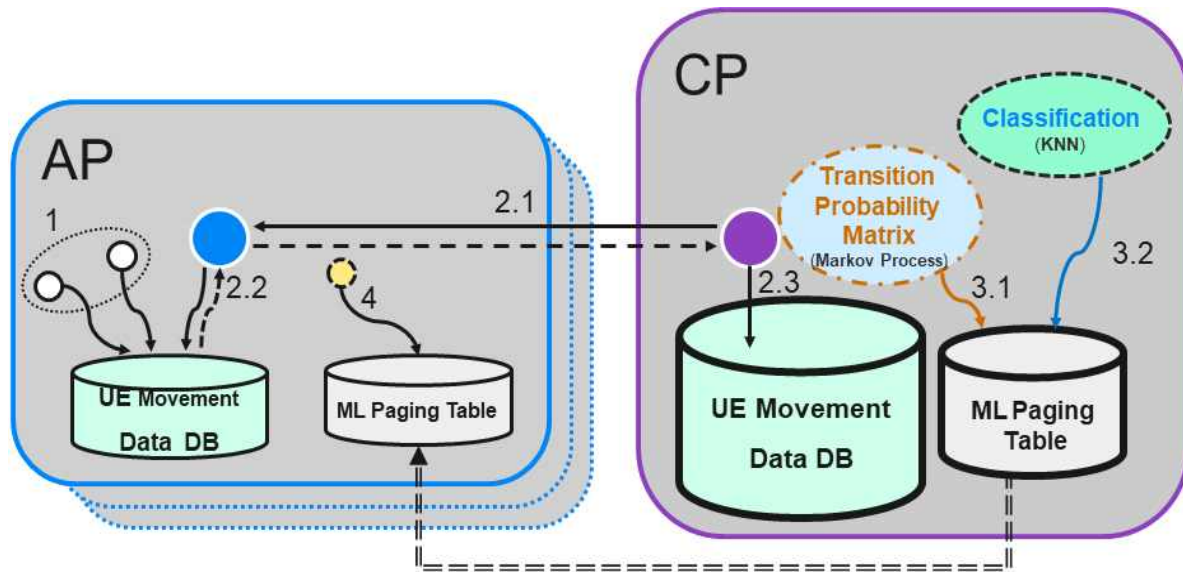 AP
1
2.2
4
UE Movement
Data DB
ML Paging Table
2.1
CP
Classification
(KNN)
Transition
Probability
Matrix
(Markov Process)
2.3
3.1
3.2
UE Movement
Data DB
ML Paging
Table